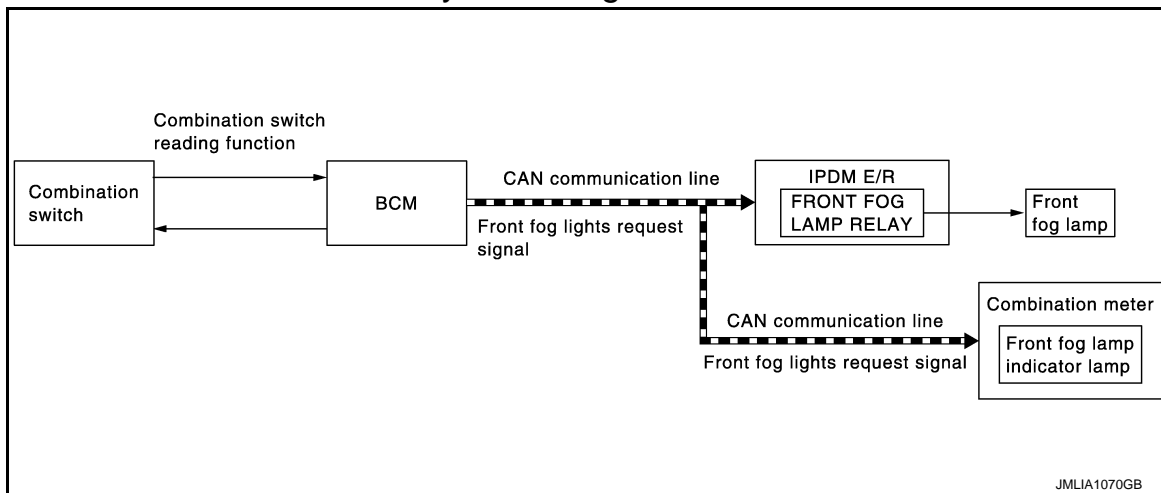 Combination switch
reading function
Combination
switch
BCM
CAN communication line
Front fog lights request
signal
IPDM E/R
FRONT FOG
LAMP RELAY
Front
fog lamp
CAN communication line
Front fog lights request signal
Combination meter
Front fog lamp
indicator lamp
JMLIA1070GB